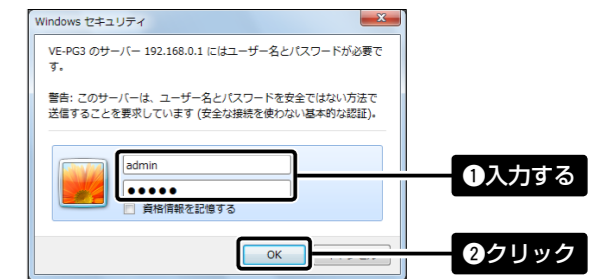 Windows セキュリティ
VE-PG3 のサーバー 192.168.0.1 にはユーザー名とパスワードが必要で
す。
警告: このサーバーは、ユーザー名とパスワードを安全ではない方法で
送信することを要求しています (安全な接続を使わない基本的な認証)。
admin
●●●●●
資格情報を記憶する
❶入力する
OK
❷クリック